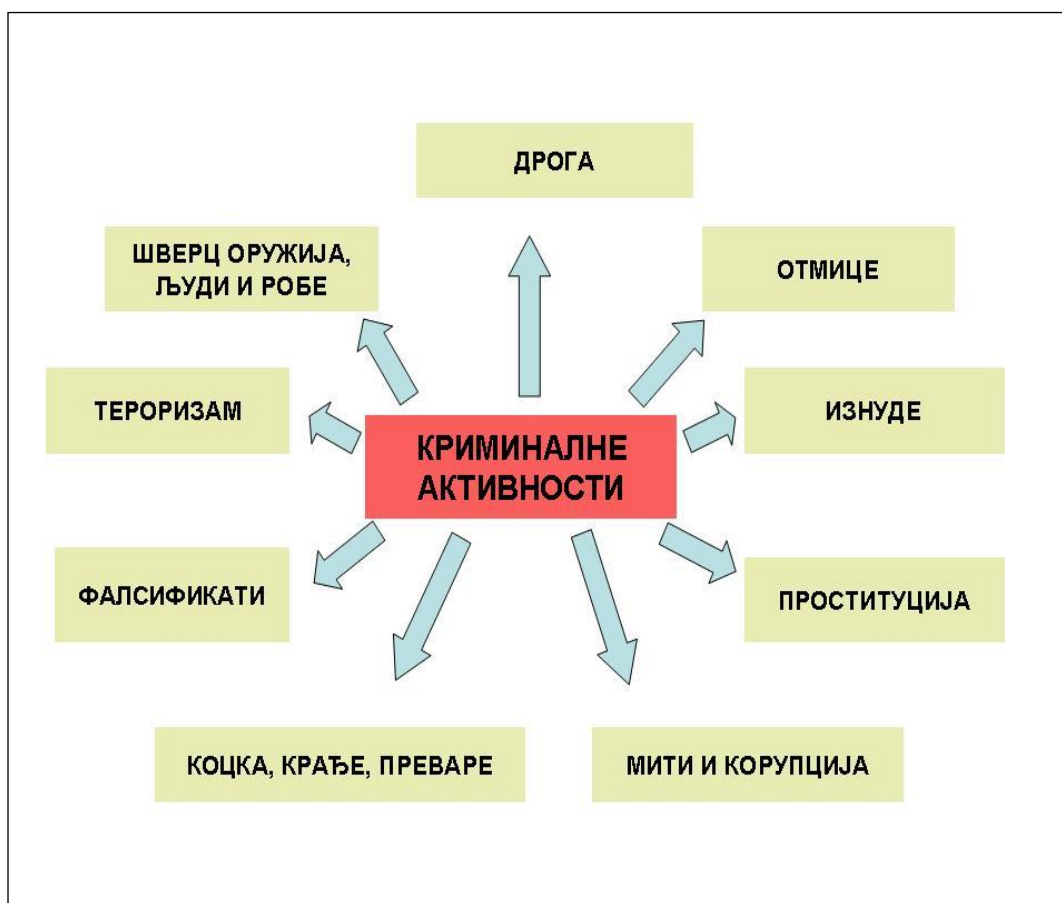 ДРОГА
ШВЕРЦ ОРУЖИЈА,
ЉУДИ И РОБЕ
ОТМИЦЕ
ТЕРОРИЗАМ
ИЗНУДЕ
КРИМИНАЛНЕ
АКТИВНОСТИ
ФАЛСИФИКАТИ
ПРОСТИТУЦИЈА
КОЦКА, КРАЂЕ, ПРЕВАРЕ
МИТИ И КОРУПЦИЈА